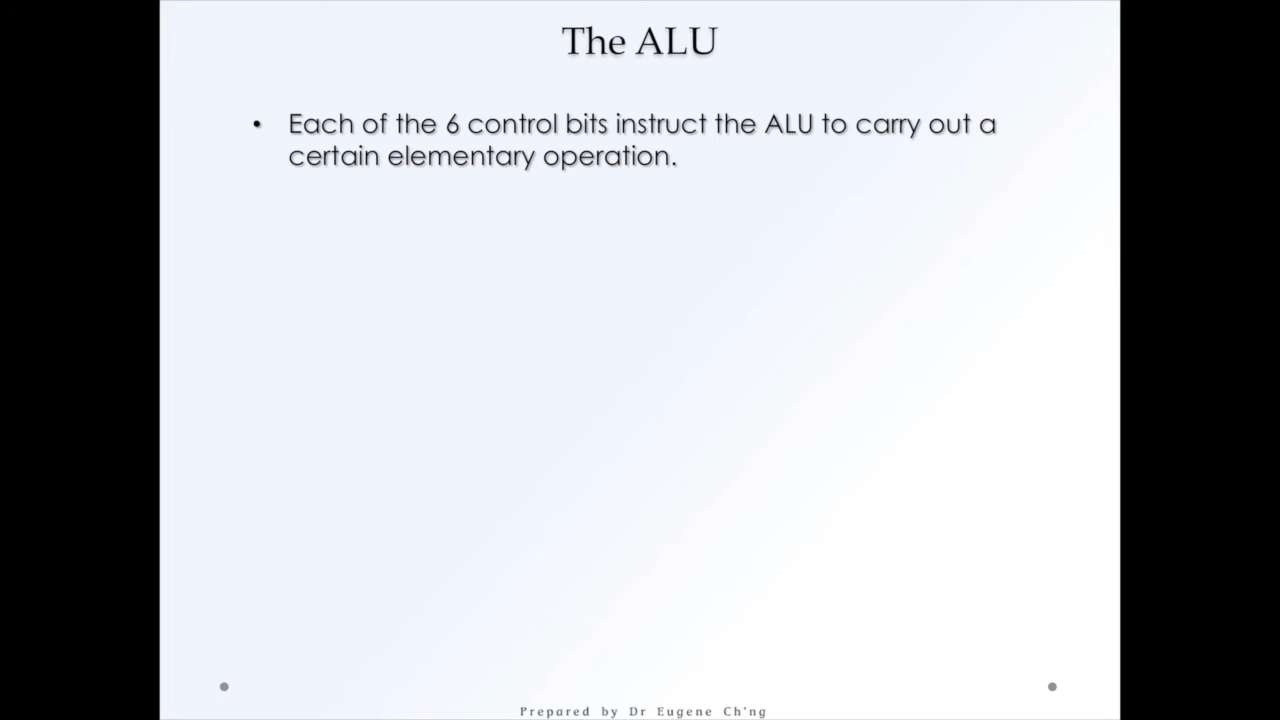 The ALU
• Each of the 6 control bits instruct the ALU to carry out a
certain elementary operation.
Prepared by Dr Eugene Ch'ng